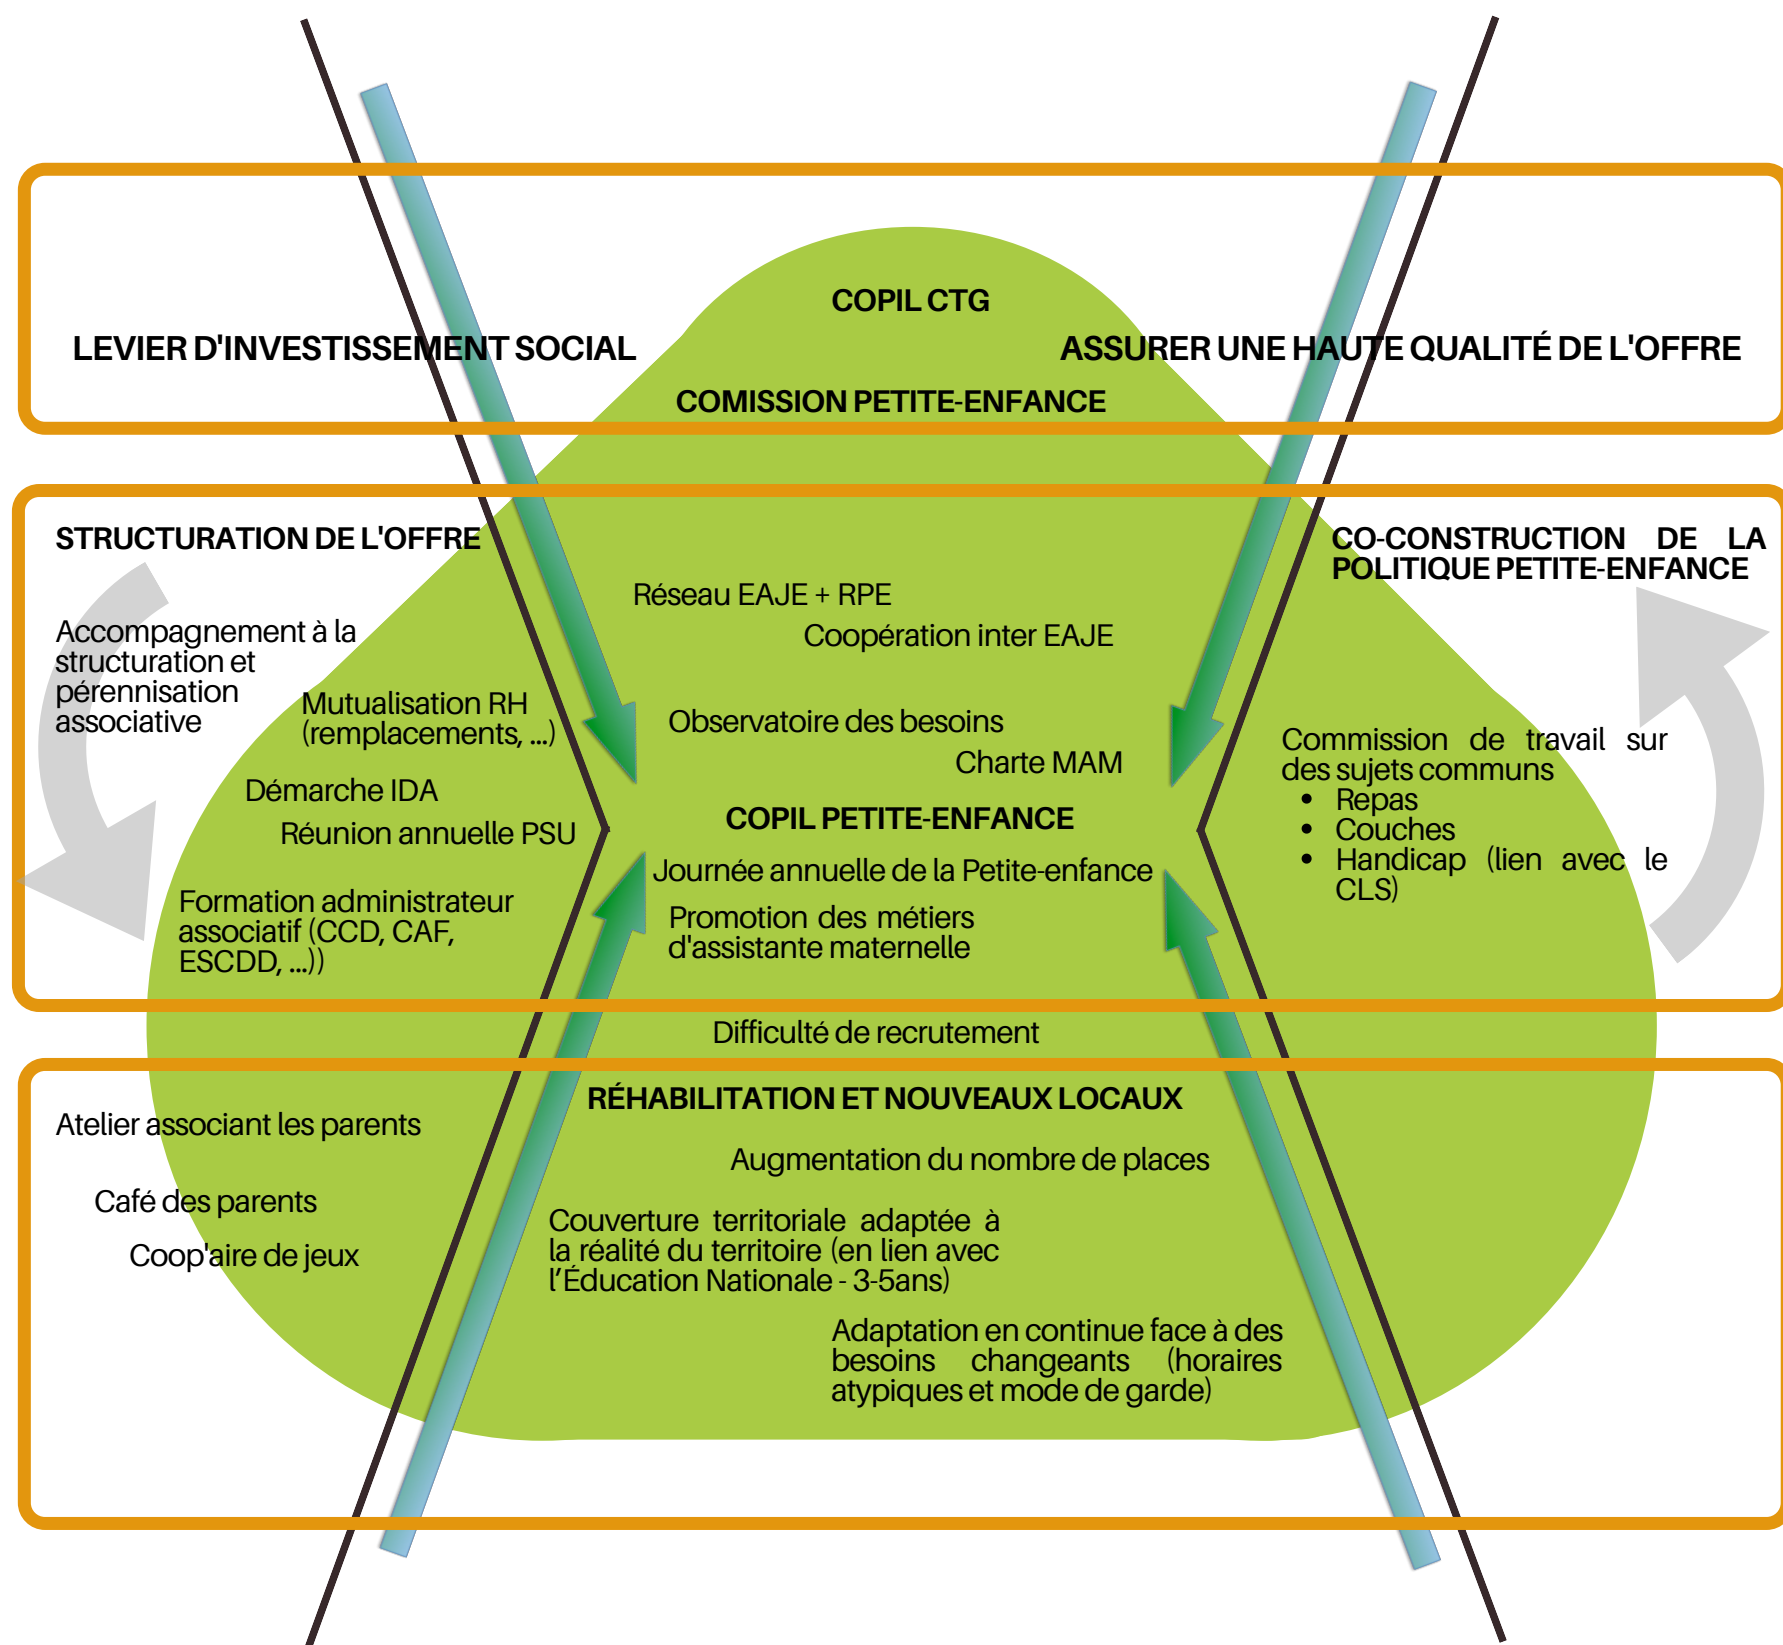 COPIL CTG
LEVIER D'INVESTISSEMENT SOCIAL
ASSURER UNE HAUTE QUALITÉ DE L'OFFRE
COMISSION PETITE-ENFANCE
STRUCTURATION DE L'OFFRE
Accompagnement à la
structuration et
pérennisation
associative
Mutualisation RH
(remplacements, ...)
Démarche IDA
Réunion annuelle PSU
Formation administrateur
associatif (CCD, CAF,
ESCDD, ...))
Réseau EAJE + RPE
Coopération inter EAJE
Observatoire des besoins
Charte MAM
COPIL PETITE-ENFANCE
Journée annuelle de la Petite-enfance
Promotion des métiers
d'assistante maternelle
CO-CONSTRUCTION DE LA
POLITIQUE PETITE-ENFANCE
Commission de travail sur
des sujets communs
• Repas
• Couches
• Handicap (lien avec le
CLS)
Difficulté de recrutement
RÉHABILITATION ET NOUVEAUX LOCAUX
Atelier associant les parents
Café des parents
Coop'aire de jeux
Augmentation du nombre de places
Couverture territoriale adaptée à
la réalité du territoire (en lien avec
l’Éducation Nationale - 3-5ans)
Adaptation en continue face à des
besoins changeants (horaires
atypiques et mode de garde)